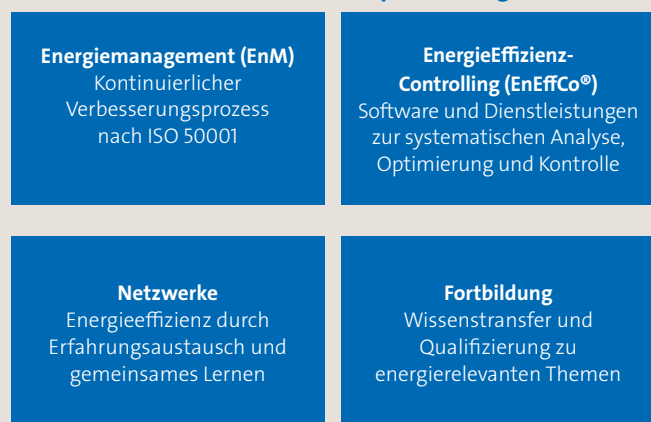 Energiemanagement (EnM)
Kontinuierlicher
Verbesserungsprozess
nach ISO 50001
EnergieEffizienz-
Controlling (EnEffCo®)
Software und Dienstleistungen
zur systematischen Analyse,
Optimierung und Kontrolle
Netzwerke
Energieeffizienz durch
Erfahrungsaustausch und
gemeinsames Lernen
Fortbildung
Wissenstransfer und
Qualifizierung zu
energierelevanten Themen